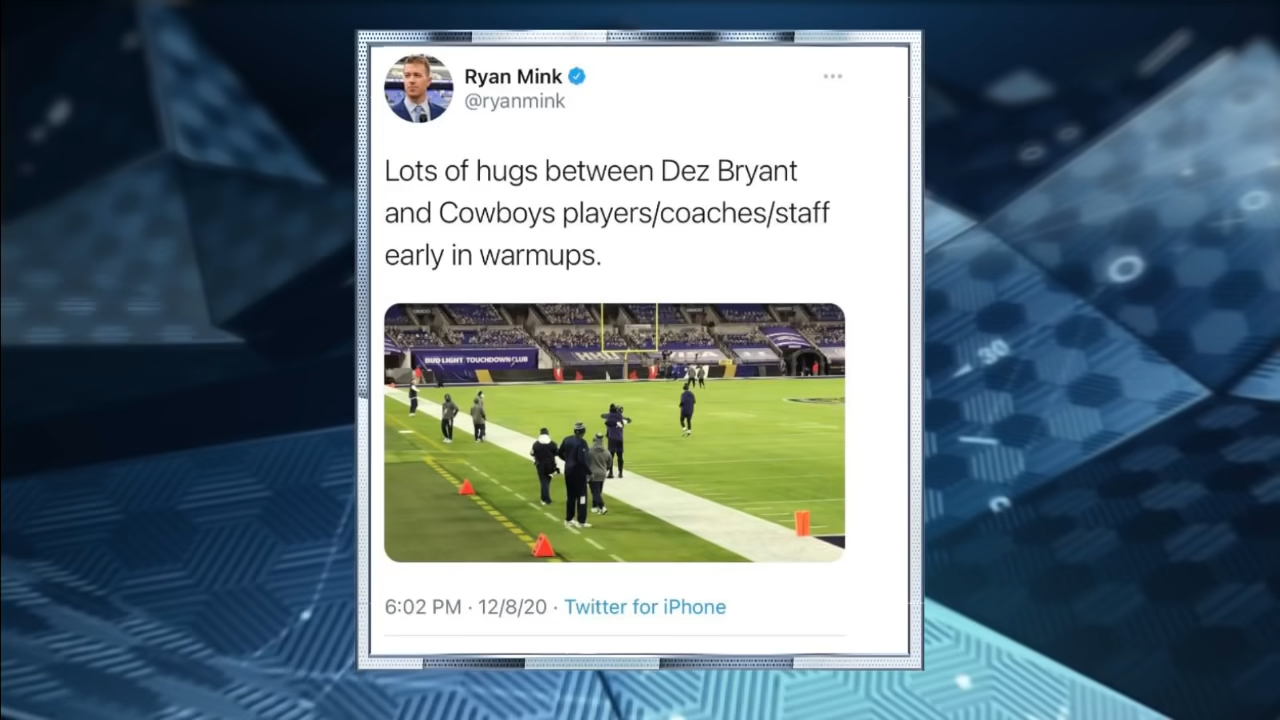 Ryan Mink
@ryanmink
Lots of hugs between Dez Bryant
and Cowboys players/coaches/staff
early in warmups.
BUD LIGHT TOUCHDOWN CLUB
6:02 PM · 12/8/20 · Twitter for iPhone
30